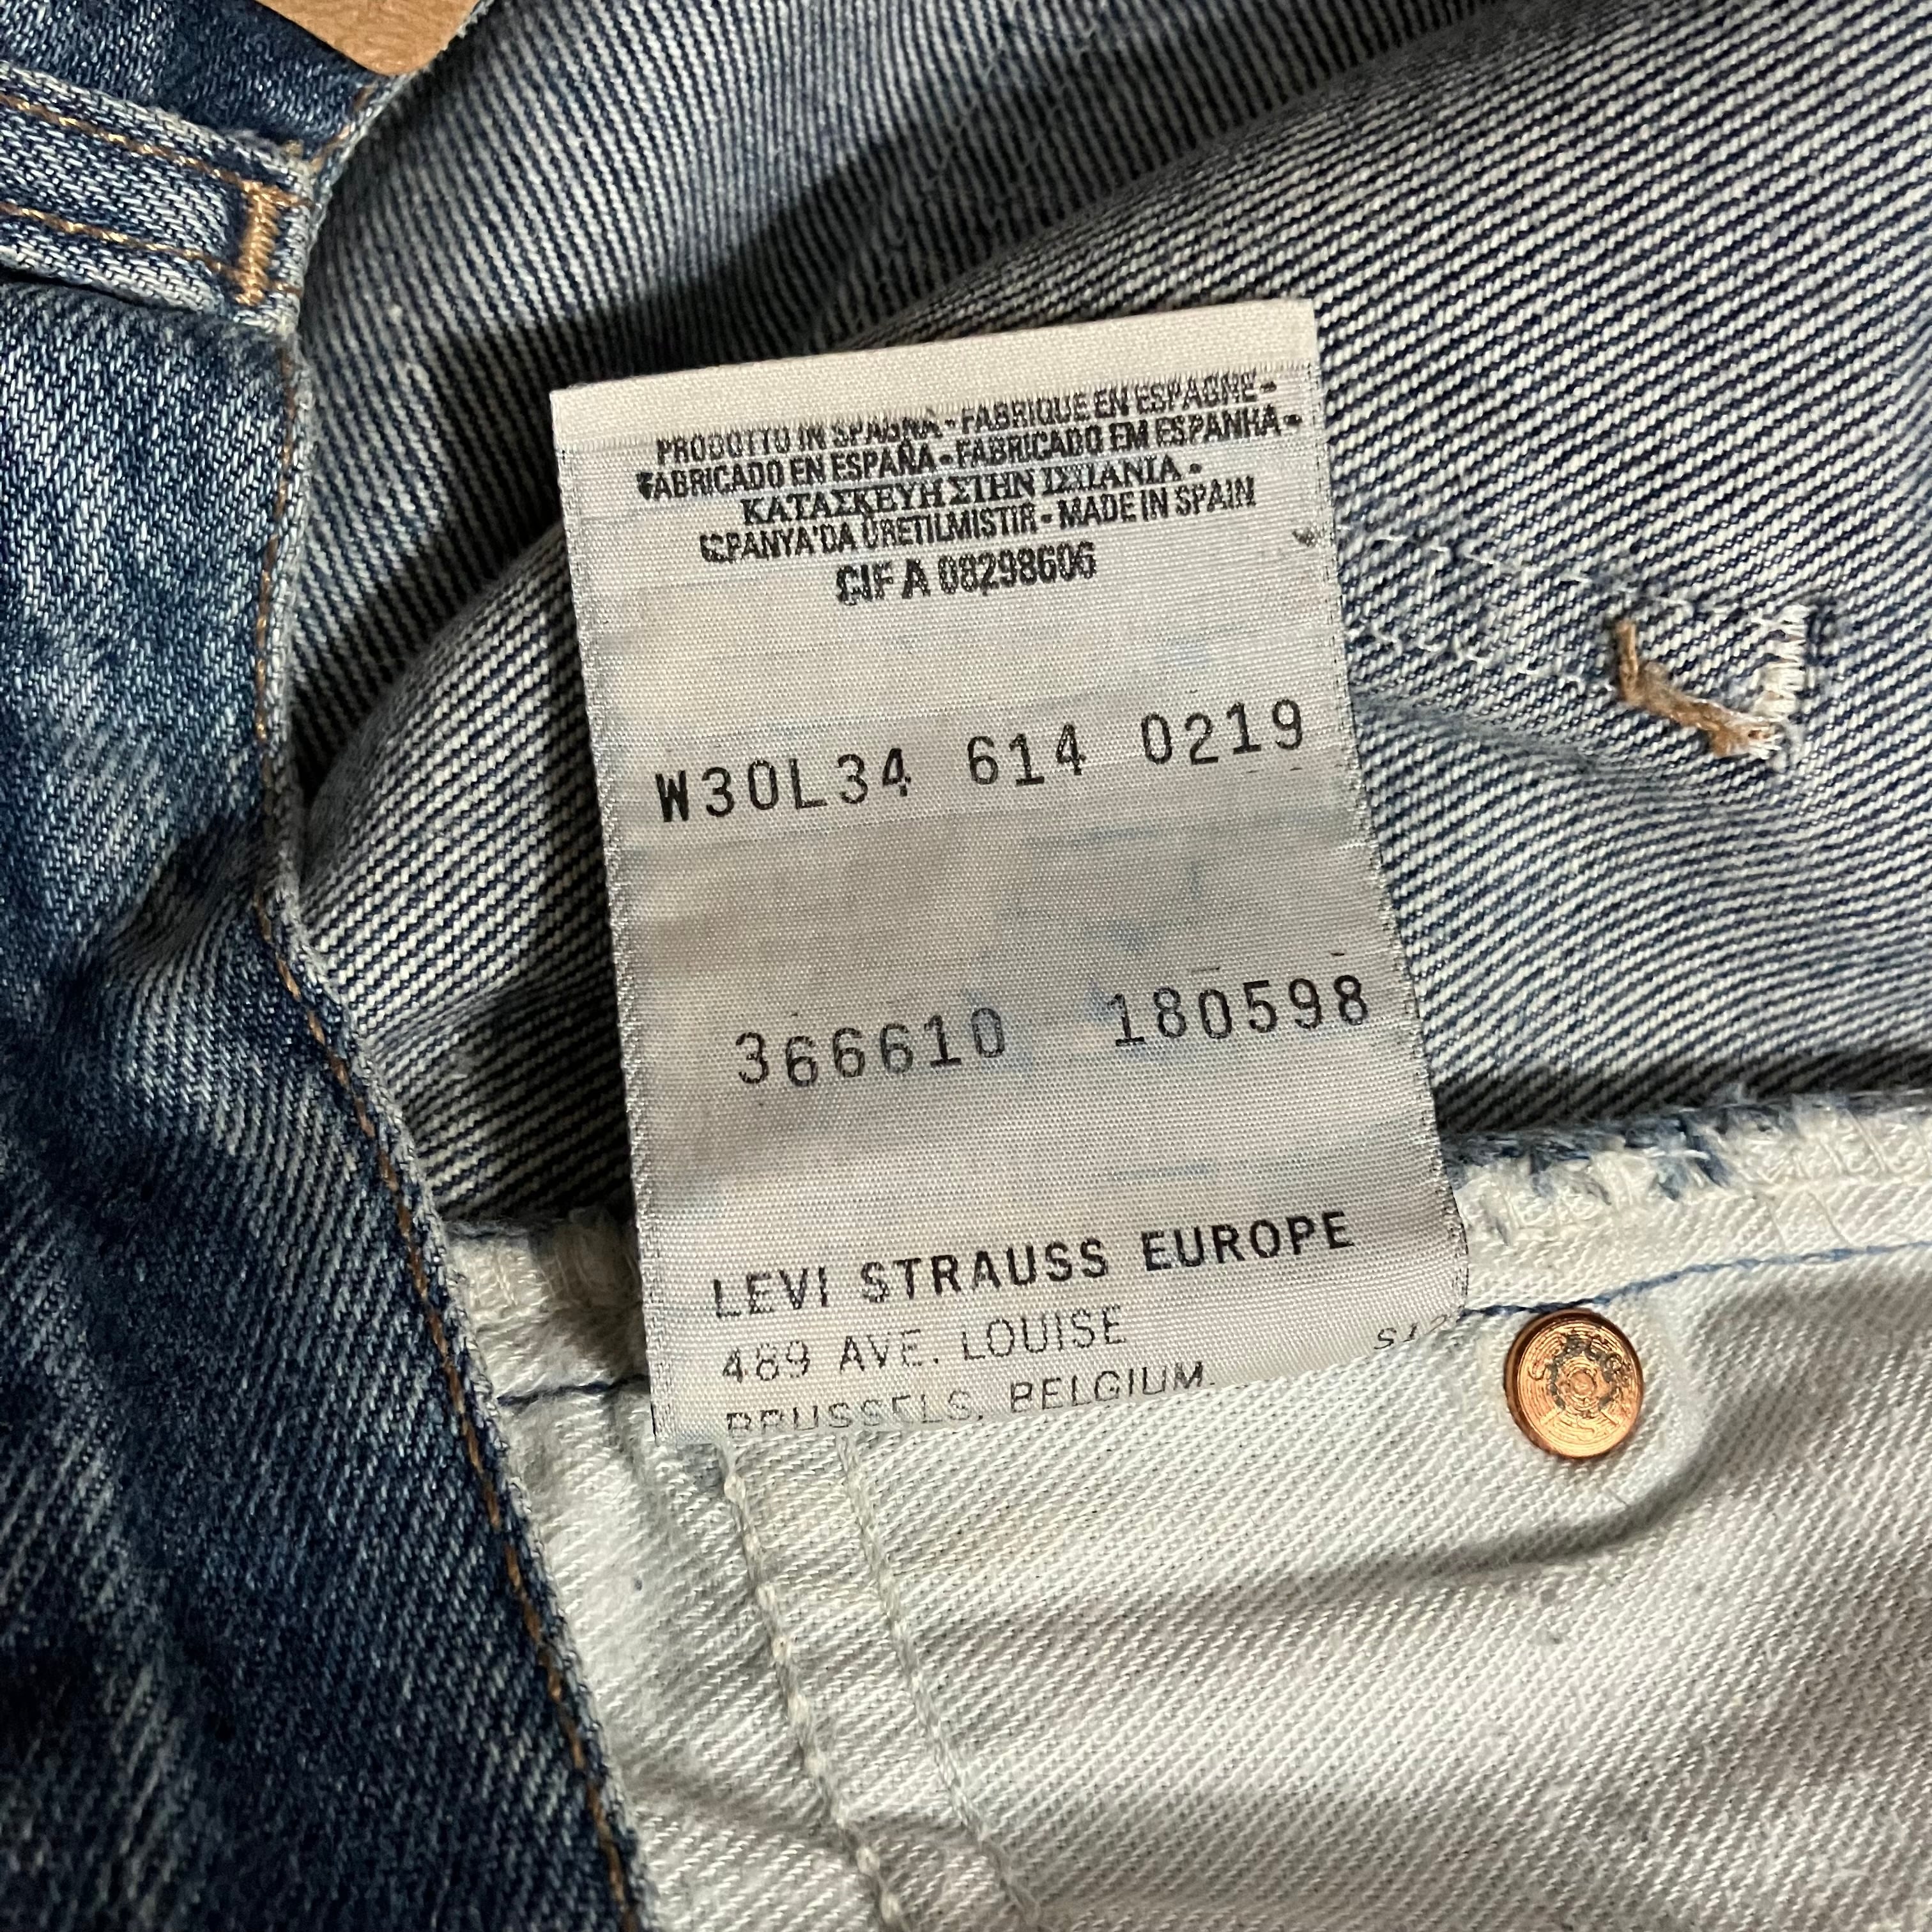 PRODOTTO IN SPAGNA - FABRIQUE EN ESPAGNE -
FABRICADO EN ESPAÑA - FABRICADO EM ESPANHA -
ΚΑΤΑΣΚΕΥΗ ΣΤΗΝ ΙΣΠΑΝΙΑ -
ISPANYA'DA ÜRETILMISTIR - MADE IN SPAIN
CIF A 08298606
W30L34 614 0219
366610 180598
LEVI STRAUSS EUROPE
489 AVE. LOUISE
BRUSSELS, BELGIUM.